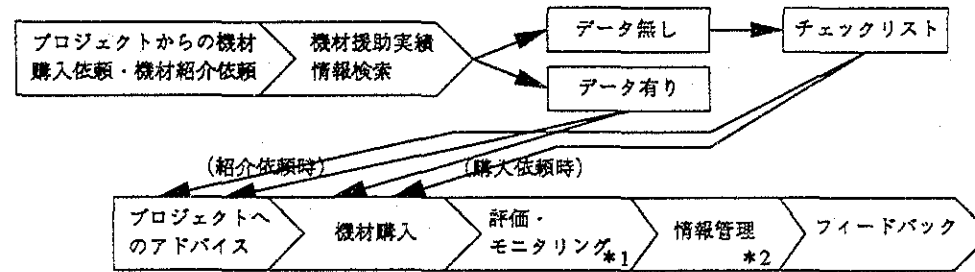 プロジェクトからの機材
購入依頼・機材紹介依頼
機材援助実績
情報検索
データ無し
チェックリスト
データ有り
(紹介依頼時)
(購入依頼時)
プロジェクトへ
のアドバイス
機材購入
評価・
モニタリング*1
情報管理
*2
フィードバック